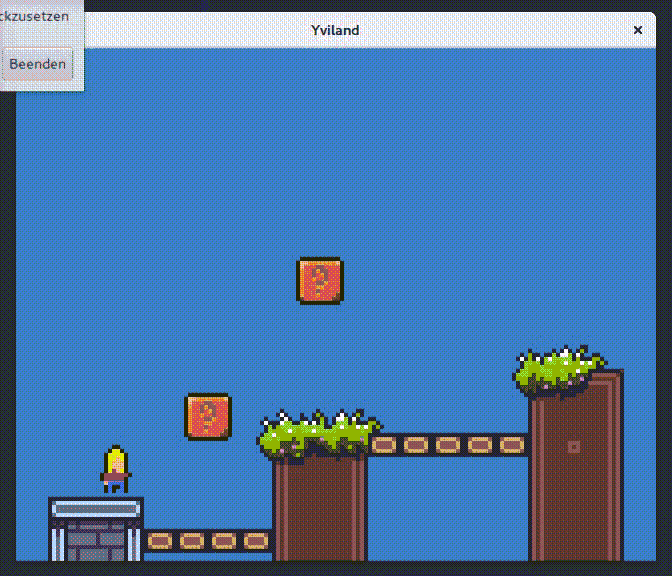 ckzusetzen
Yviland
×
Beenden
?
?